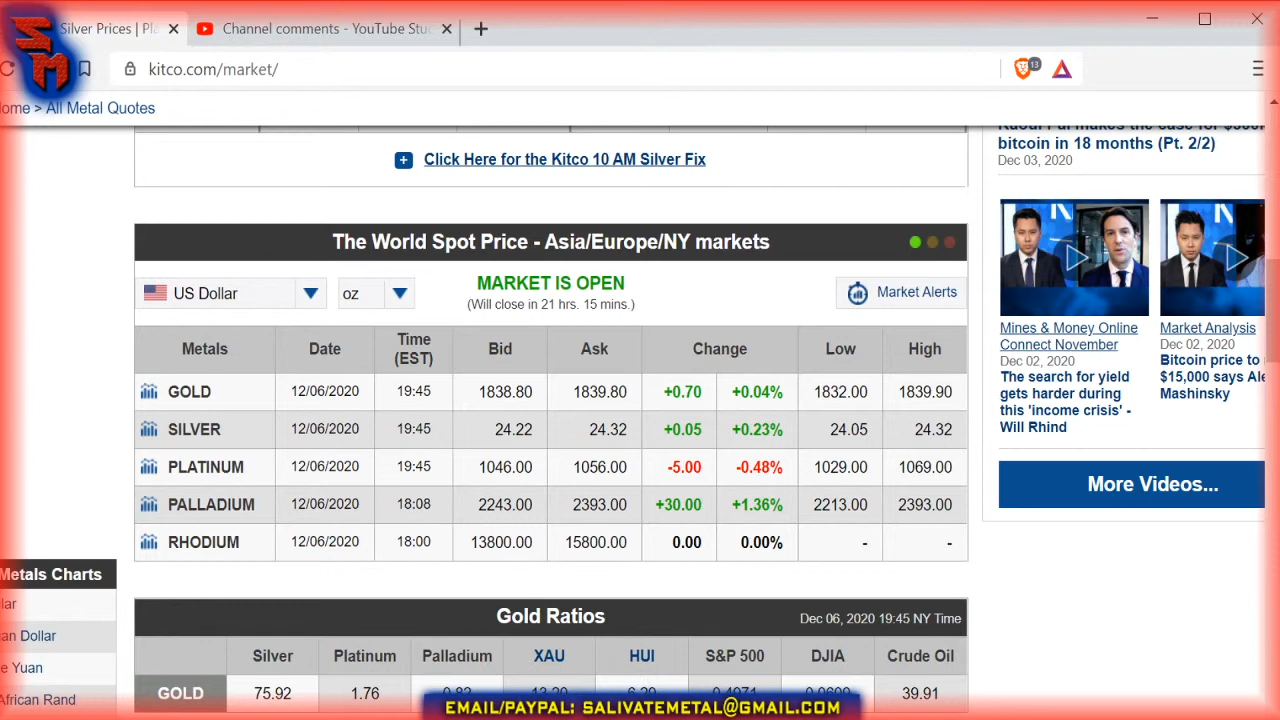 SM
Silver Prices | Pl
Channel comments - YouTube Stu
kitco.com/market/
13
ome > All Metal Quotes
Click Here for the Kitco 10 AM Silver Fix
bitcoin in 18 months (Pt. 2/2)
Dec 03, 2020
The World Spot Price - Asia/Europe/NY markets
US Dollar
oz
MARKET IS OPEN
(Will close in 21 hrs. 15 mins.)
Market Alerts
Metals Date Time (EST) Bid Ask Change Low High
GOLD 12/06/2020 19:45 1838.80 1839.80 +0.70 +0.04% 1832.00 1839.90
SILVER 12/06/2020 19:45 24.22 24.32 +0.05 +0.23% 24.05 24.32
PLATINUM 12/06/2020 19:45 1046.00 1056.00 -5.00 -0.48% 1029.00 1069.00
PALLADIUM 12/06/2020 18:08 2243.00 2393.00 +30.00 +1.36% 2213.00 2393.00
RHODIUM 12/06/2020 18:00 13800.00 15800.00 0.00 0.00% - -
Mines & Money Online
Connect November
Dec 02, 2020
The search for yield
gets harder during
this 'income crisis' -
Will Rhind
Market Analysis
Dec 02, 2020
Bitcoin price to
$15,000 says Ale
Mashinsky
More Videos...
Metals Charts
lar
an Dollar
e Yuan
African Rand
Gold Ratios
Dec 06, 2020 19:45 NY Time
Silver Platinum Palladium XAU HUI S&P 500 DJIA Crude Oil
GOLD 75.92 1.76 39.91
EMAIL/PAYPAL: SALIVATEMETAL@GMAIL.COM